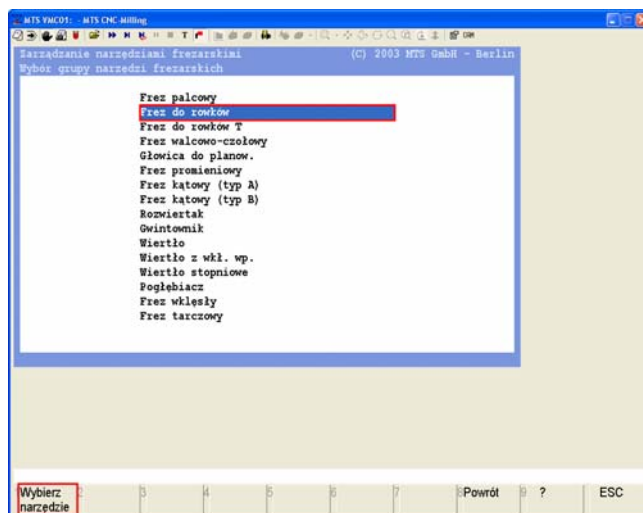 MTS VMC01: - MTS CNC-Milling
Zarządzanie narzędziami frezarskimi (C) 2003 MTS GmbH - Berlin
Wybór grupy narzędzi frezarskich
Frez palcowy
Frez do rowków
Frez do rowków T
Frez walcowo-czołowy
Głowica do planow.
Frez promieniowy
Frez kątowy (typ A)
Frez kątowy (typ B)
Rozwiertak
Gwintownik
Wiertło
Wiertło z wkł. wp.
Wiertło stopniowe
Pogłębiacz
Frez wklęsły
Frez tarczowy
Wybierz 2 3 4 5 6 7 8 Powrót 9 ? ESC
narzędzie